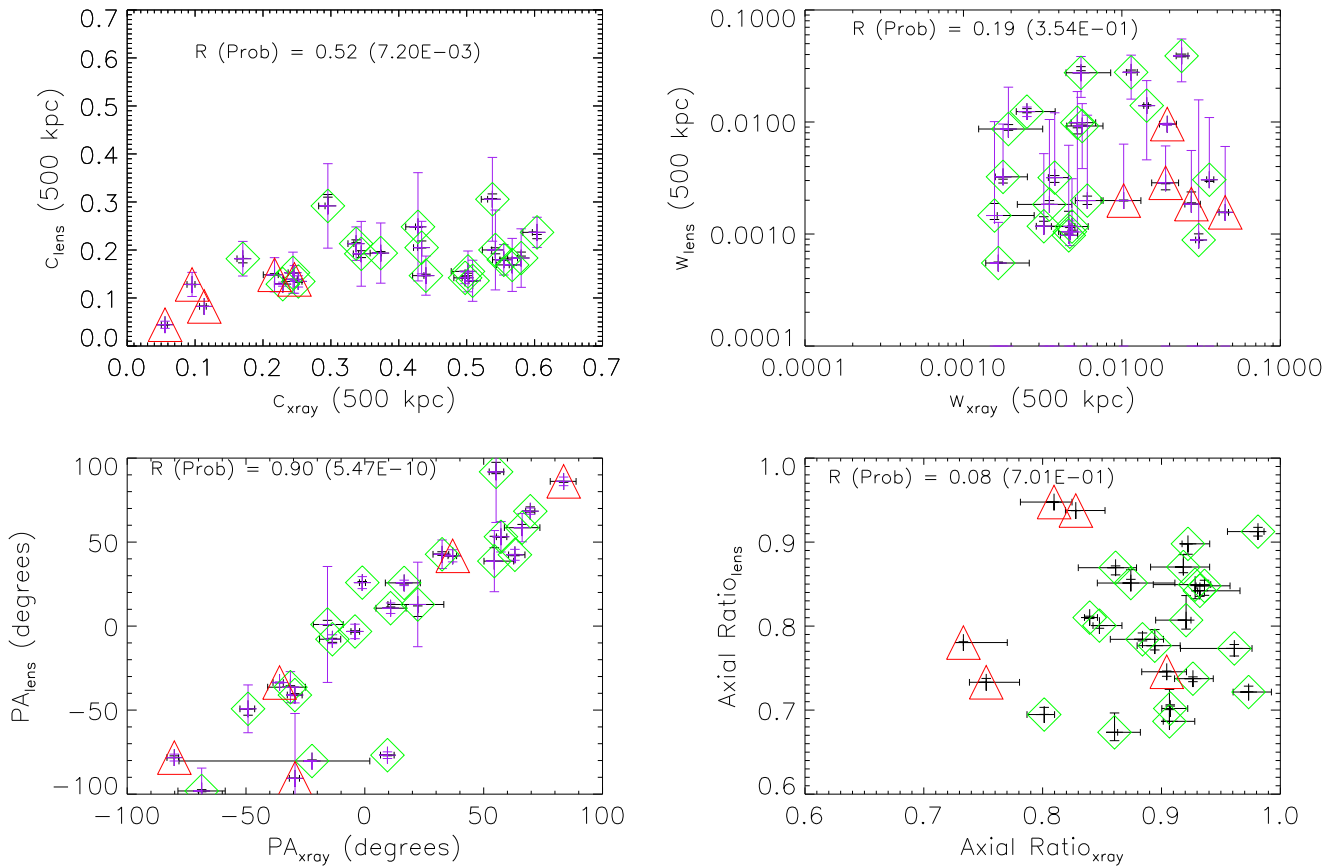 R (Prob) = 0.52 (7.20E−03)
c_lens (500 kpc)
0.7
0.6
0.5
0.4
0.3
0.2
0.1
0.0
0.0 0.1 0.2 0.3 0.4 0.5 0.6 0.7
c_xray (500 kpc)
R (Prob) = 0.19 (3.54E−01)
w_lens (500 kpc)
0.1000
0.0100
0.0010
0.0001
0.0001 0.0010 0.0100 0.1000
w_xray (500 kpc)
R (Prob) = 0.90 (5.47E−10)
PA_lens (degrees)
100
50
0
−50
−100
−100 −50 0 50 100
PA_xray (degrees)
R (Prob) = 0.08 (7.01E−01)
Axial Ratio_lens
1.0
0.9
0.8
0.7
0.6
0.6 0.7 0.8 0.9 1.0
Axial Ratio_xray